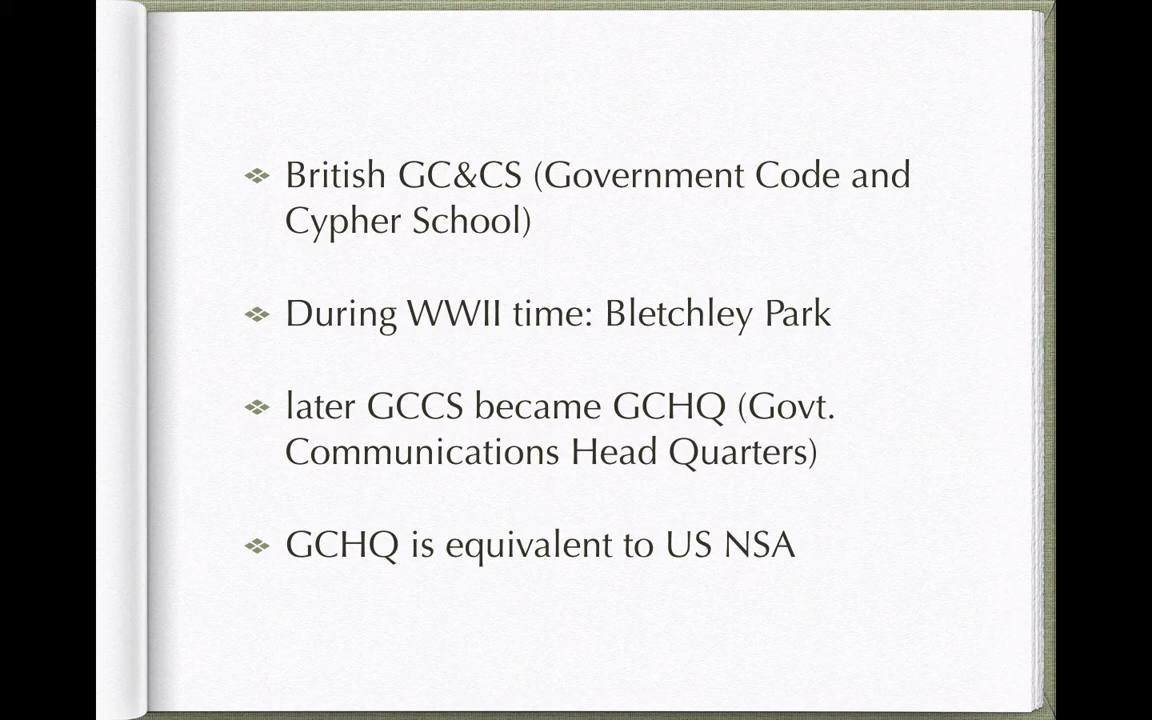 British GC&CS (Government Code and
Cypher School)
During WWII time: Bletchley Park
later GCCS became GCHQ (Govt.
Communications Head Quarters)
GCHQ is equivalent to US NSA